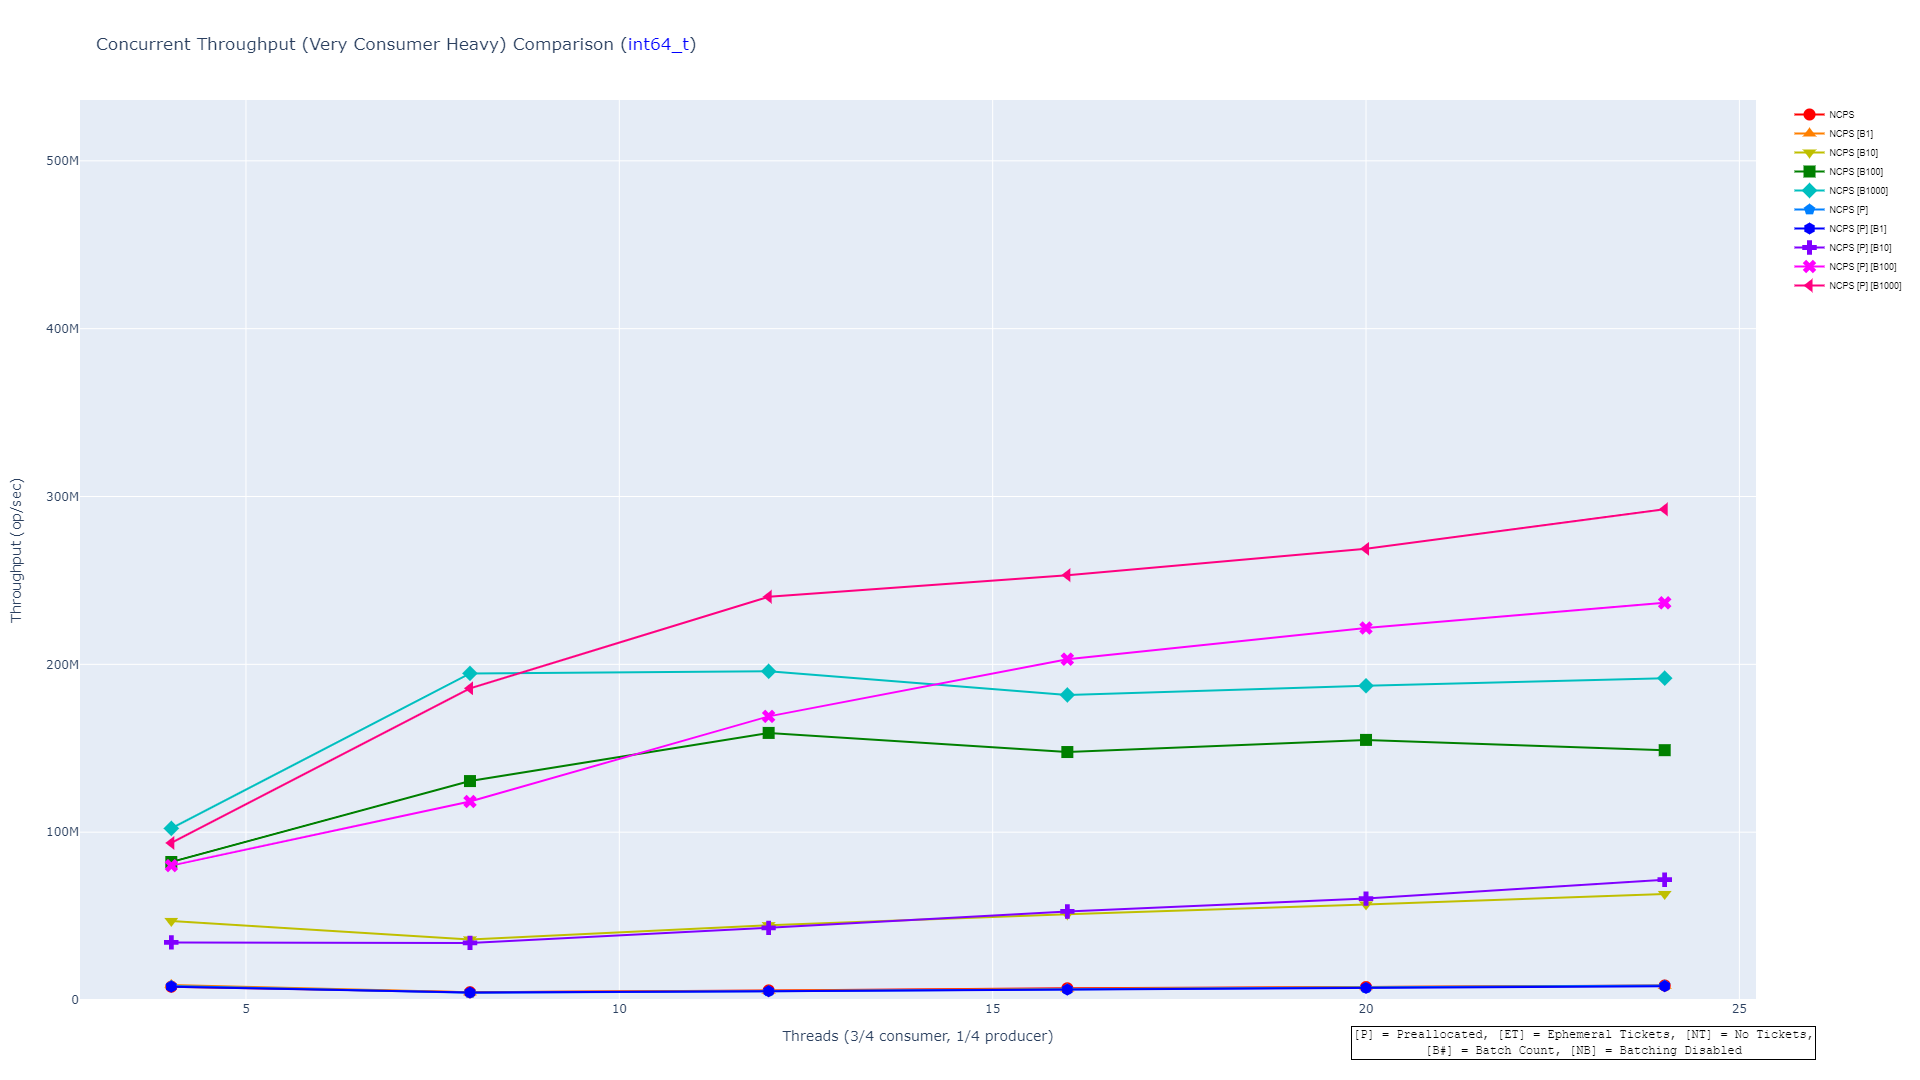 Concurrent Throughput (Very Consumer Heavy) Comparison (int64_t)
Throughput (op/sec)
500M
400M
300M
200M
100M
0
5
10
15
20
25
Threads (3/4 consumer, 1/4 producer)
NCPS
NCPS [B1]
NCPS [B10]
NCPS [B100]
NCPS [B1000]
NCPS [P]
NCPS [P] [B1]
NCPS [P] [B10]
NCPS [P] [B100]
NCPS [P] [B1000]
[P] = Preallocated, [ET] = Ephemeral Tickets, [NT] = No Tickets,
[B#] = Batch Count, [NB] = Batching Disabled